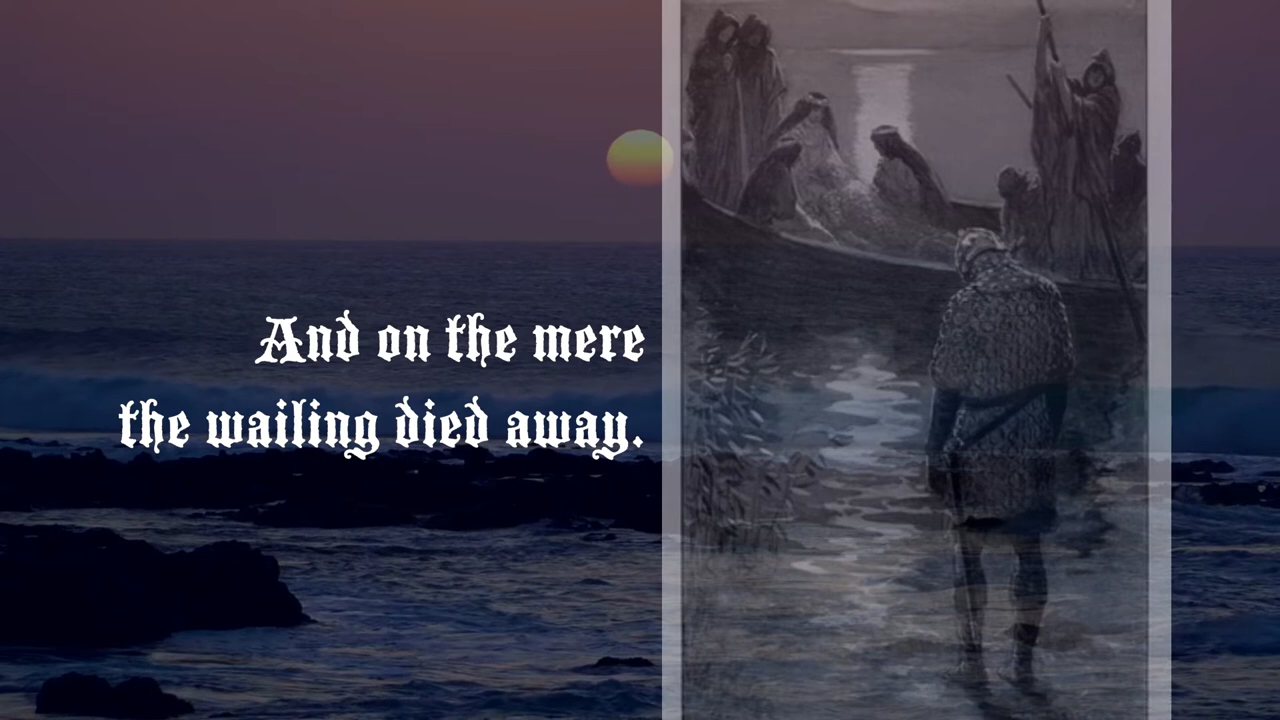 And on the mere
the wailing died away.